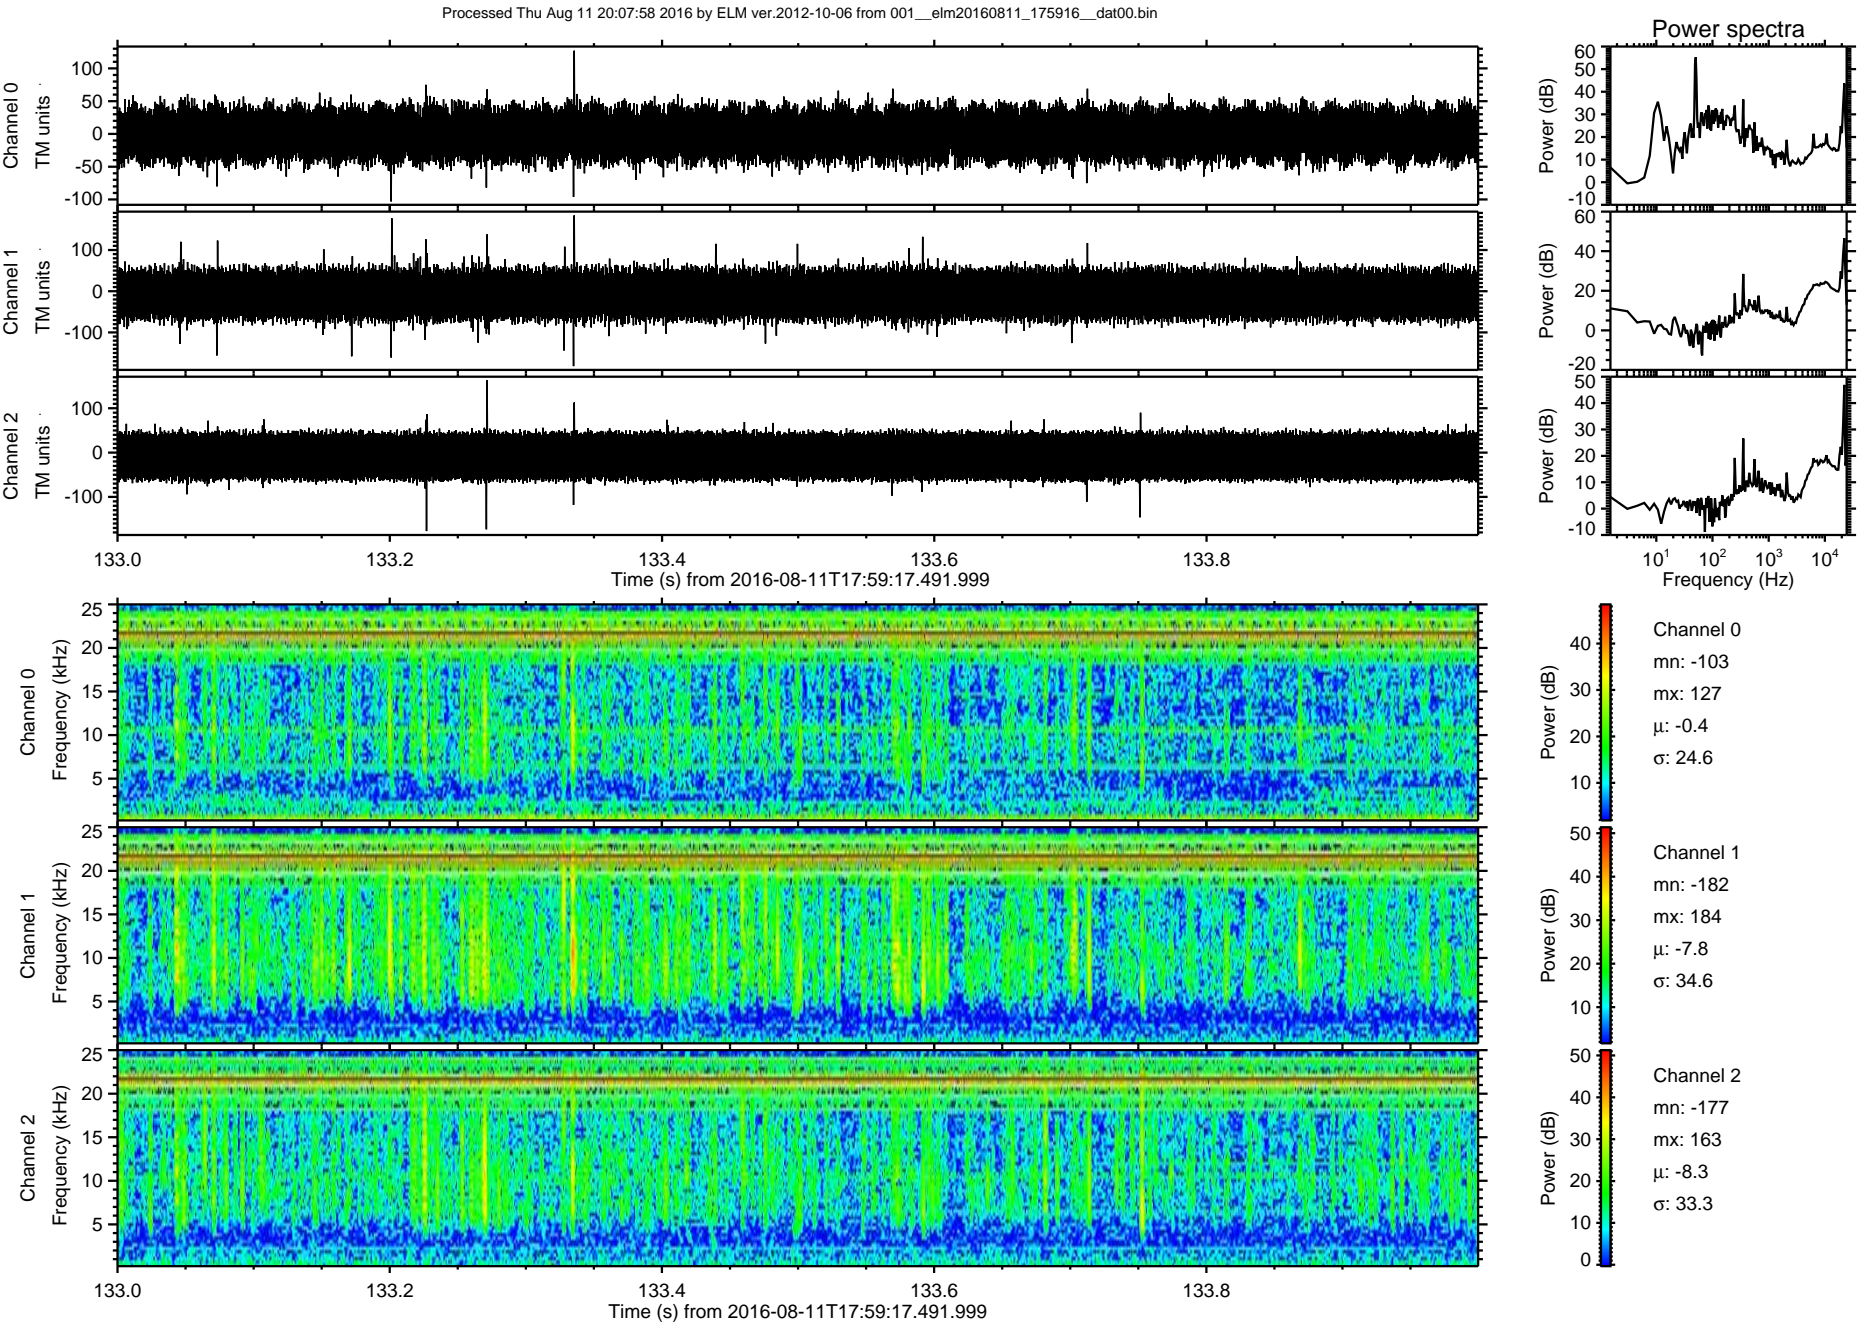 Processed Thu Aug 11 20:07:58 2016 by ELM ver.2012-10-06 from 001__elm20160811_175916__dat00.bin
Power spectra
Channel 0
TM units
100
50
0
-50
-100
Power (dB)
60
50
40
30
20
10
0
-10
Channel 1
TM units
100
0
-100
Power (dB)
60
40
20
0
-20
Channel 2
TM units
100
0
-100
Power (dB)
50
40
30
20
10
0
-10
133.0 133.2 133.4 133.6 133.8
Time (s) from 2016-08-11T17:59:17.491.999
10¹ 10² 10³ 10⁴
Frequency (Hz)
Channel 0
Frequency (kHz)
25
20
15
10
5
Power (dB)
40
30
20
10
Channel 0
mn: -103
mx: 127
μ: -0.4
σ: 24.6
Channel 1
Frequency (kHz)
25
20
15
10
5
Power (dB)
50
40
30
20
10
Channel 1
mn: -182
mx: 184
μ: -7.8
σ: 34.6
Channel 2
Frequency (kHz)
25
20
15
10
5
Power (dB)
50
40
30
20
10
0
Channel 2
mn: -177
mx: 163
μ: -8.3
σ: 33.3
133.0 133.2 133.4 133.6 133.8
Time (s) from 2016-08-11T17:59:17.491.999